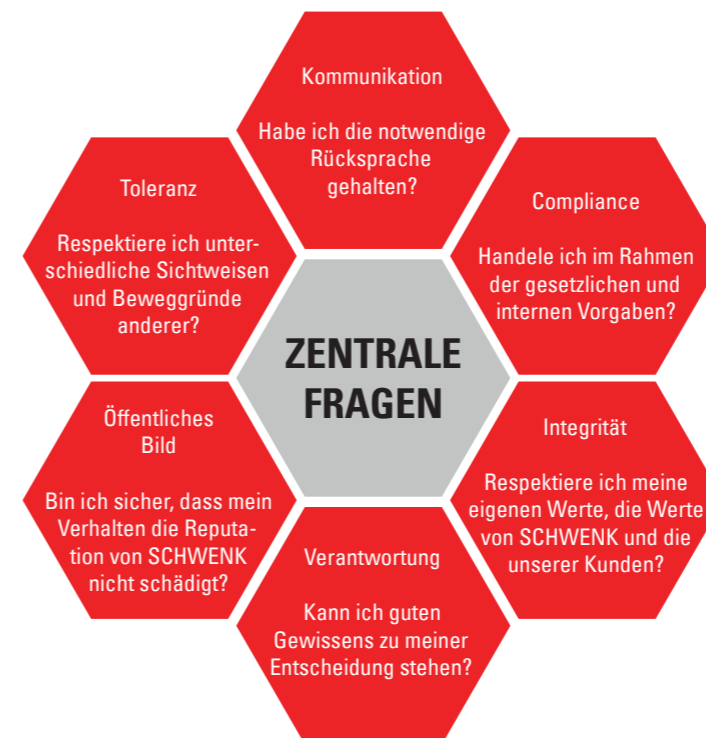 Kommunikation
Habe ich die notwendige
Rücksprache
gehalten?
Compliance
Handele ich im Rahmen
der gesetzlichen und
internen Vorgaben?
Integrität
Respektiere ich meine
eigenen Werte, die Werte
von SCHWENK und die
unserer Kunden?
Verantwortung
Kann ich guten
Gewissens zu meiner
Entscheidung stehen?
Öffentliches
Bild
Bin ich sicher, dass mein
Verhalten die Reputa-
tion von SCHWENK
nicht schädigt?
Toleranz
Respektiere ich unter-
schiedliche Sichtweisen
und Beweggründe
anderer?
ZENTRALE
FRAGEN